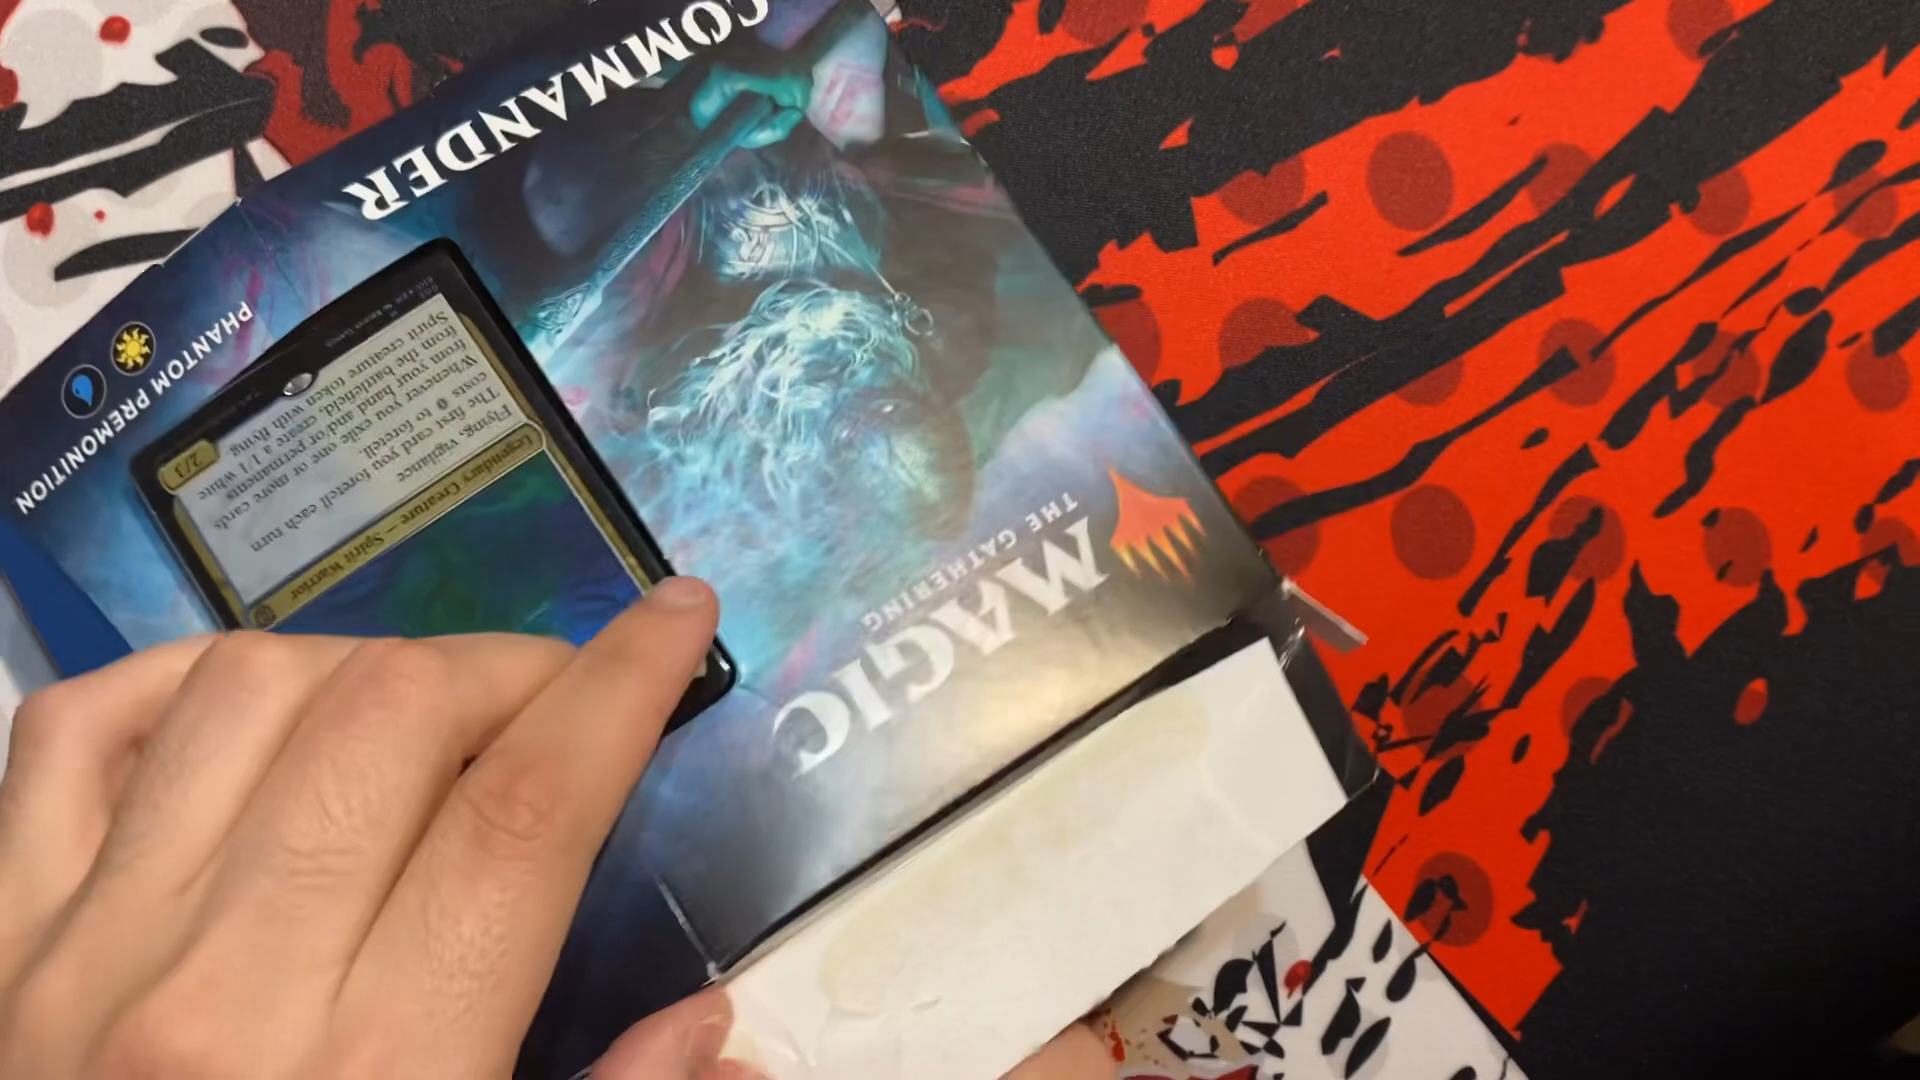 MAGIC
THE GATHERING
COMMANDER
PHANTOM PREMONITION
Legendary Creature – Spirit Warrior
Flying, vigilance
The first card you foretell each turn
costs 0 to foretell.
Whenever you exile one or more cards
from your hand and/or permanents
from the battlefield, create a 1/1 white
Spirit creature token with flying.
2/3